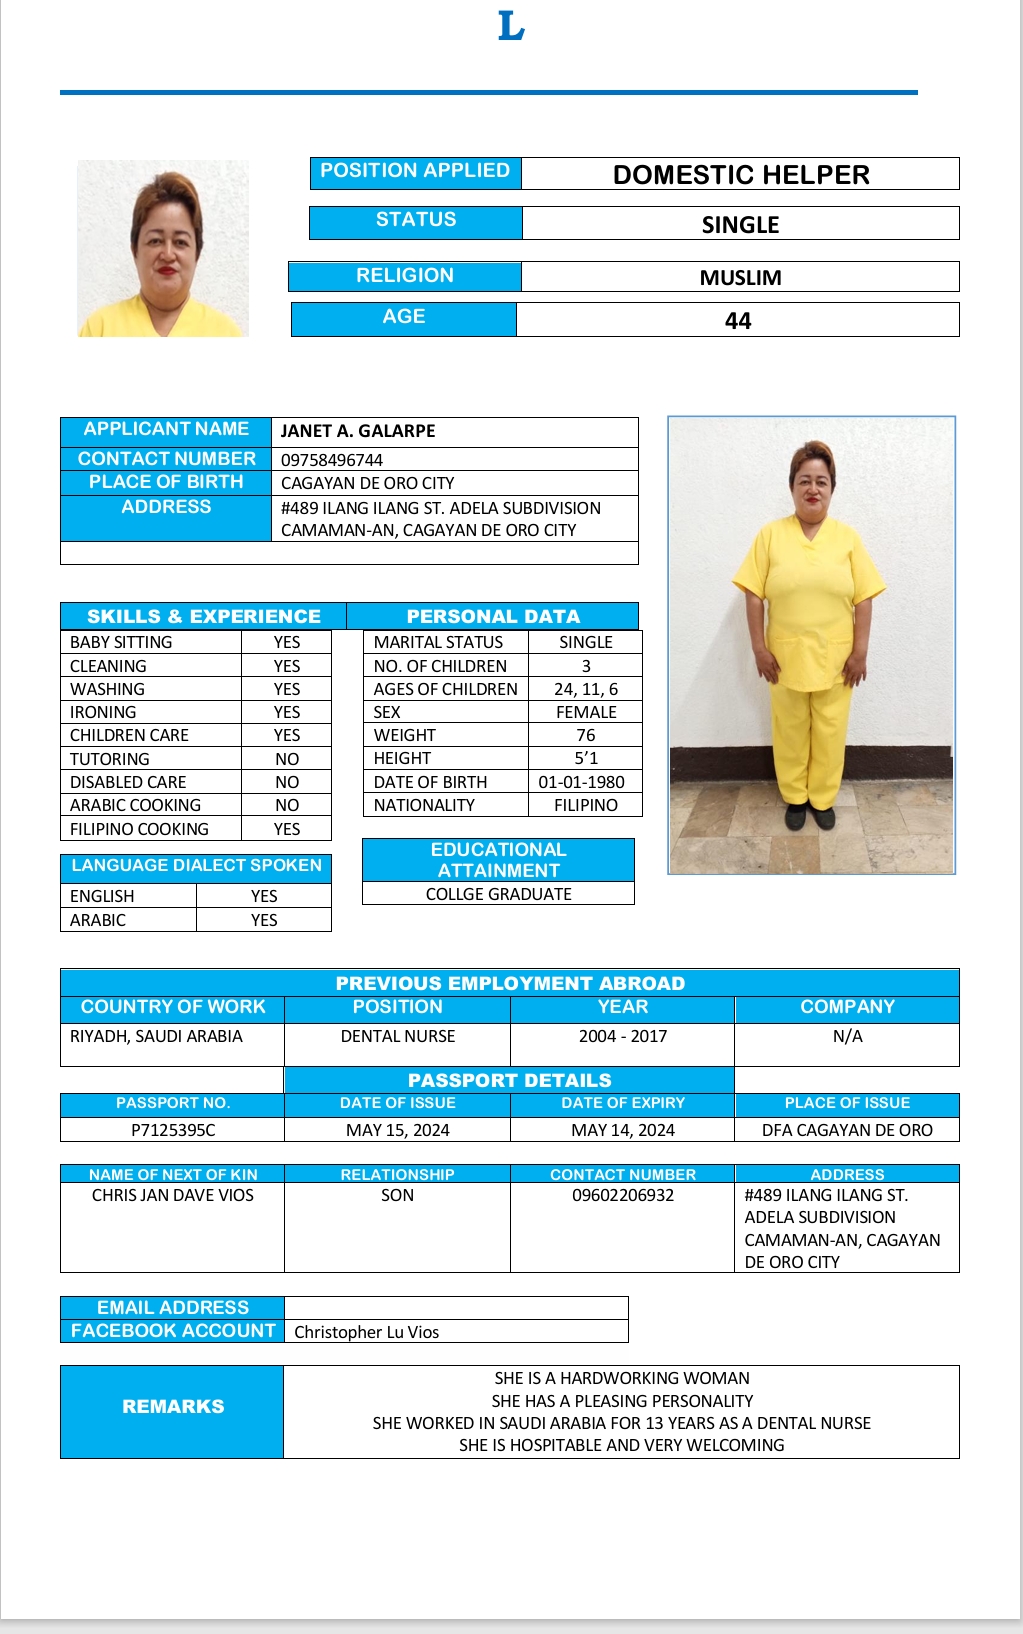 L
POSITION APPLIED DOMESTIC HELPER
STATUS SINGLE
RELIGION MUSLIM
AGE 44
APPLICANT NAME JANET A. GALARPE
CONTACT NUMBER 09758496744
PLACE OF BIRTH CAGAYAN DE ORO CITY
ADDRESS #489 ILANG ILANG ST. ADELA SUBDIVISION
CAMAMAN-AN, CAGAYAN DE ORO CITY
SKILLS & EXPERIENCE PERSONAL DATA
BABY SITTING YES MARITAL STATUS SINGLE
CLEANING YES NO. OF CHILDREN 3
WASHING YES AGES OF CHILDREN 24, 11, 6
IRONING YES SEX FEMALE
CHILDREN CARE YES WEIGHT 76
TUTORING NO HEIGHT 5’1
DISABLED CARE NO DATE OF BIRTH 01-01-1980
ARABIC COOKING NO NATIONALITY FILIPINO
FILIPINO COOKING YES
EDUCATIONAL
ATTAINMENT
COLLGE GRADUATE
LANGUAGE DIALECT SPOKEN
ENGLISH YES
ARABIC YES
PREVIOUS EMPLOYMENT ABROAD
COUNTRY OF WORK POSITION YEAR COMPANY
RIYADH, SAUDI ARABIA DENTAL NURSE 2004 - 2017 N/A
PASSPORT DETAILS
PASSPORT NO. DATE OF ISSUE DATE OF EXPIRY PLACE OF ISSUE
P7125395C MAY 15, 2024 MAY 14, 2024 DFA CAGAYAN DE ORO
NAME OF NEXT OF KIN RELATIONSHIP CONTACT NUMBER ADDRESS
CHRIS JAN DAVE VIOS SON 09602206932 #489 ILANG ILANG ST.
ADELA SUBDIVISION
CAMAMAN-AN, CAGAYAN
DE ORO CITY
EMAIL ADDRESS
FACEBOOK ACCOUNT Christopher Lu Vios
REMARKS
SHE IS A HARDWORKING WOMAN
SHE HAS A PLEASING PERSONALITY
SHE WORKED IN SAUDI ARABIA FOR 13 YEARS AS A DENTAL NURSE
SHE IS HOSPITABLE AND VERY WELCOMING